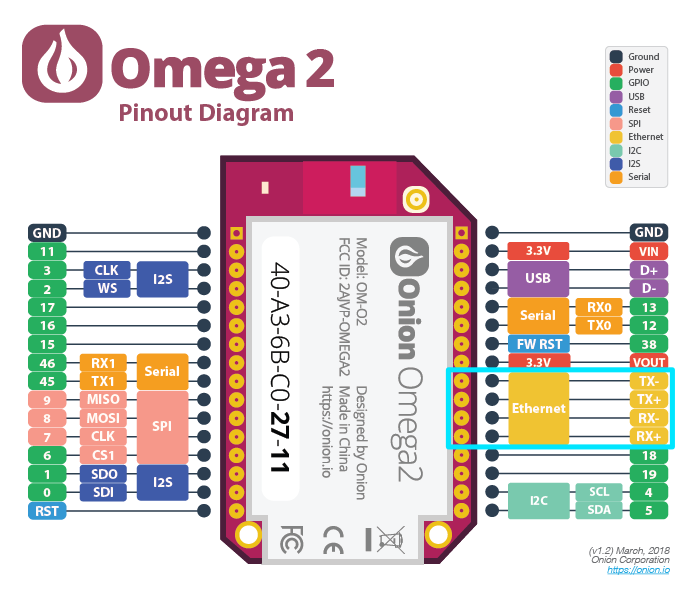 Omega 2
Pinout Diagram
Ground
Power
GPIO
USB
Reset
SPI
Ethernet
I2C
I2S
Serial
GND
11
3 CLK I2S
2 WS
17
16
15
46 RX1 Serial
45 TX1
9 MISO SPI
8 MOSI
7 CLK
6 CS1
1 SDO I2S
0 SDI
RST
40-A3-6B-C0-27-11
Model: OM-O2
FCC ID: 2AJVP-OMEGA2
Designed by Onion
Made in China
https://onion.io
Onion Omega2
FC CE
GND
3.3V VIN
USB D+
D-
Serial RX0 13
TX0 12
FW RST 38
3.3V VOUT
Ethernet TX-
TX+
RX-
RX+
18
19
I2C SCL 4
SDA 5
(v1.2) March, 2018
Onion Corporation
https://onion.io